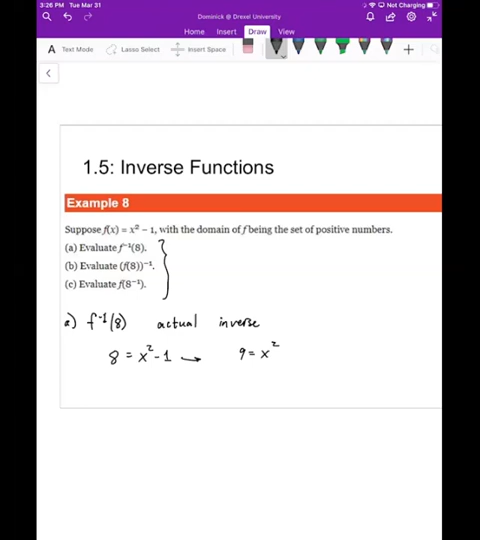 3:26 PM Tue Mar 31
Not Charging
Dominick @ Drexel University
Home Insert Draw View
A Text Mode Lasso Select Insert Space
1.5: Inverse Functions
Example 8
Suppose f(x) = x² − 1, with the domain of f being the set of positive numbers.
(a) Evaluate f⁻¹(8).
(b) Evaluate (f(8))⁻¹.
(c) Evaluate f(8⁻¹).
a) f⁻¹(8) actual inverse
8 = x² - 1 → 9 = x²